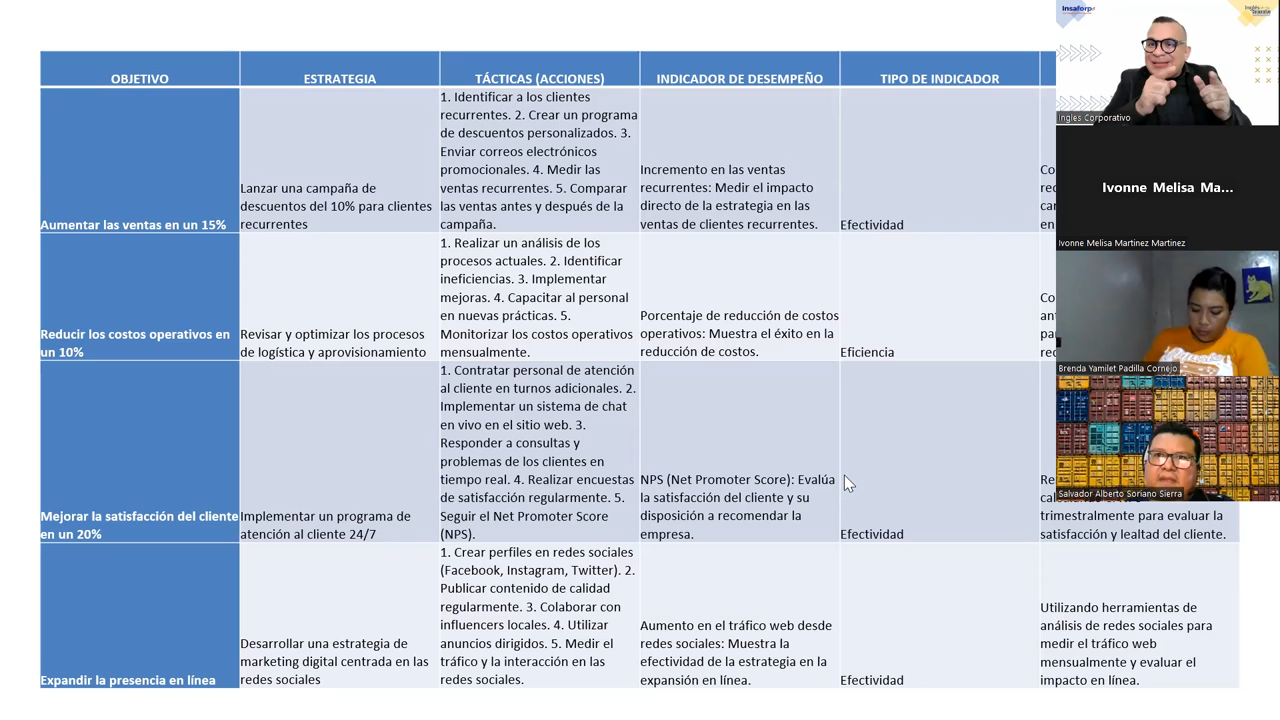 OBJETIVO
ESTRATEGIA
TÁCTICAS (ACCIONES)
INDICADOR DE DESEMPEÑO
TIPO DE INDICADOR
Aumentar las ventas en un 15%
Lanzar una campaña de
descuentos del 10% para clientes
recurrentes
1. Identificar a los clientes
recurrentes. 2. Crear un programa
de descuentos personalizados. 3.
Enviar correos electrónicos
promocionales. 4. Medir las
ventas recurrentes. 5. Comparar
las ventas antes y después de la
campaña.
Incremento en las ventas
recurrentes: Medir el impacto
directo de la estrategia en las
ventas de clientes recurrentes.
Efectividad
Reducir los costos operativos en
un 10%
Revisar y optimizar los procesos
de logística y aprovisionamiento
1. Realizar un análisis de los
procesos actuales. 2. Identificar
ineficiencias. 3. Implementar
mejoras. 4. Capacitar al personal
en nuevas prácticas. 5.
Monitorizar los costos operativos
mensualmente.
Porcentaje de reducción de costos
operativos: Muestra el éxito en la
reducción de costos.
Eficiencia
Mejorar la satisfacción del cliente
en un 20%
Implementar un programa de
atención al cliente 24/7
1. Contratar personal de atención
al cliente en turnos adicionales. 2.
Implementar un sistema de chat
en vivo en el sitio web. 3.
Responder a consultas y
problemas de los clientes en
tiempo real. 4. Realizar encuestas
de satisfacción regularmente. 5.
Seguir el Net Promoter Score
(NPS).
NPS (Net Promoter Score): Evalúa
la satisfacción del cliente y su
disposición a recomendar la
empresa.
Efectividad
trimestralmente para evaluar la
satisfacción y lealtad del cliente.
Expandir la presencia en línea
Desarrollar una estrategia de
marketing digital centrada en las
redes sociales
1. Crear perfiles en redes sociales
(Facebook, Instagram, Twitter). 2.
Publicar contenido de calidad
regularmente. 3. Colaborar con
influencers locales. 4. Utilizar
anuncios dirigidos. 5. Medir el
tráfico y la interacción en las
redes sociales.
Aumento en el tráfico web desde
redes sociales: Muestra la
efectividad de la estrategia en la
expansión en línea.
Efectividad
Utilizando herramientas de
análisis de redes sociales para
medir el tráfico web
mensualmente y evaluar el
impacto en línea.
Insaforp
Ingles Corporativo
Ivonne Melisa Ma...
Ivonne Melisa Martinez Martinez
Brenda Yamilet Padilla Cornejo
Salvador Alberto Soriano Sierra